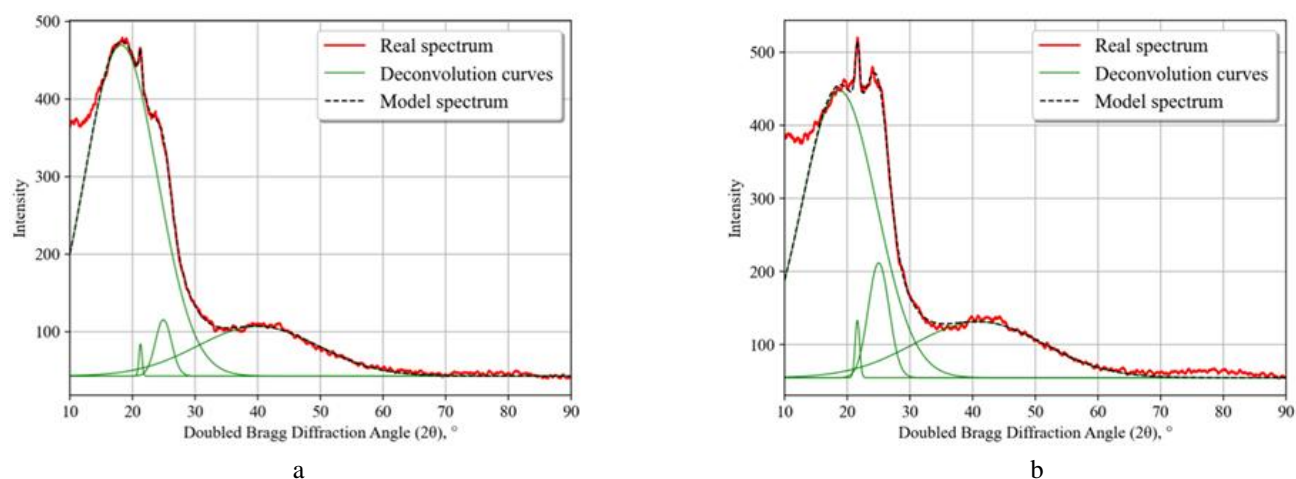 500
400
300
200
100
Intensity
10 20 30 40 50 60 70 80 90
Doubled Bragg Diffraction Angle (2θ), °
Real spectrum
Deconvolution curves
Model spectrum
a
500
400
300
200
100
Intensity
10 20 30 40 50 60 70 80 90
Doubled Bragg Diffraction Angle (2θ), °
Real spectrum
Deconvolution curves
Model spectrum
b